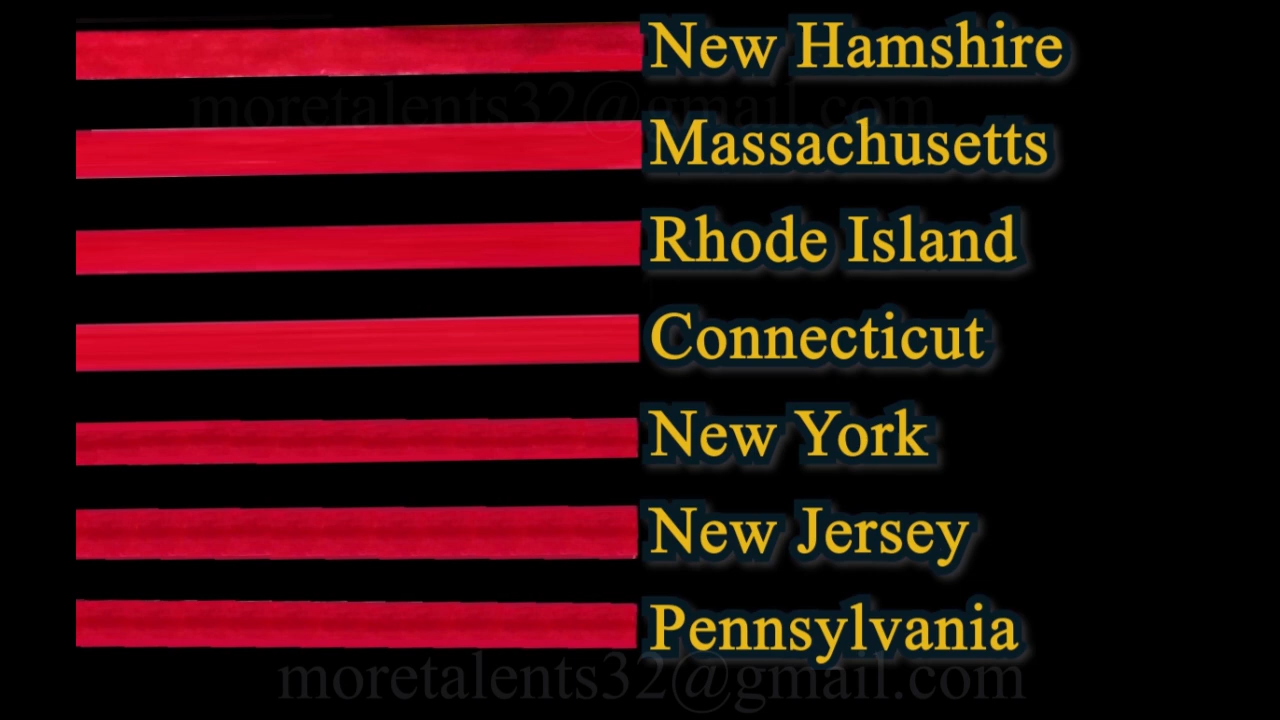 New Hamshire
moretalents32@gmail.com
Massachusetts
Rhode Island
Connecticut
New York
New Jersey
Pennsylvania
moretalents32@gmail.com